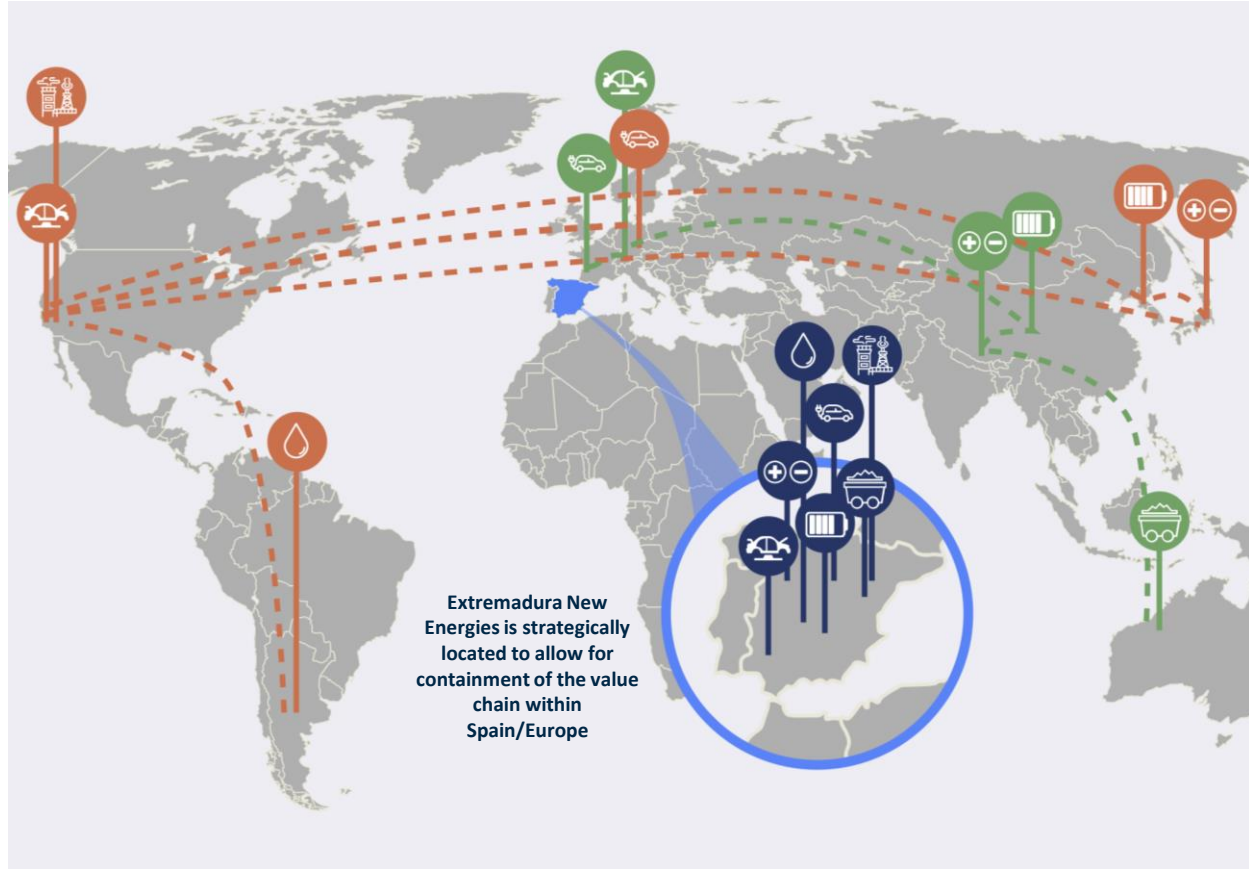 Extremadura New
Energies is strategically
located to allow for
containment of the value
chain within
Spain/Europe